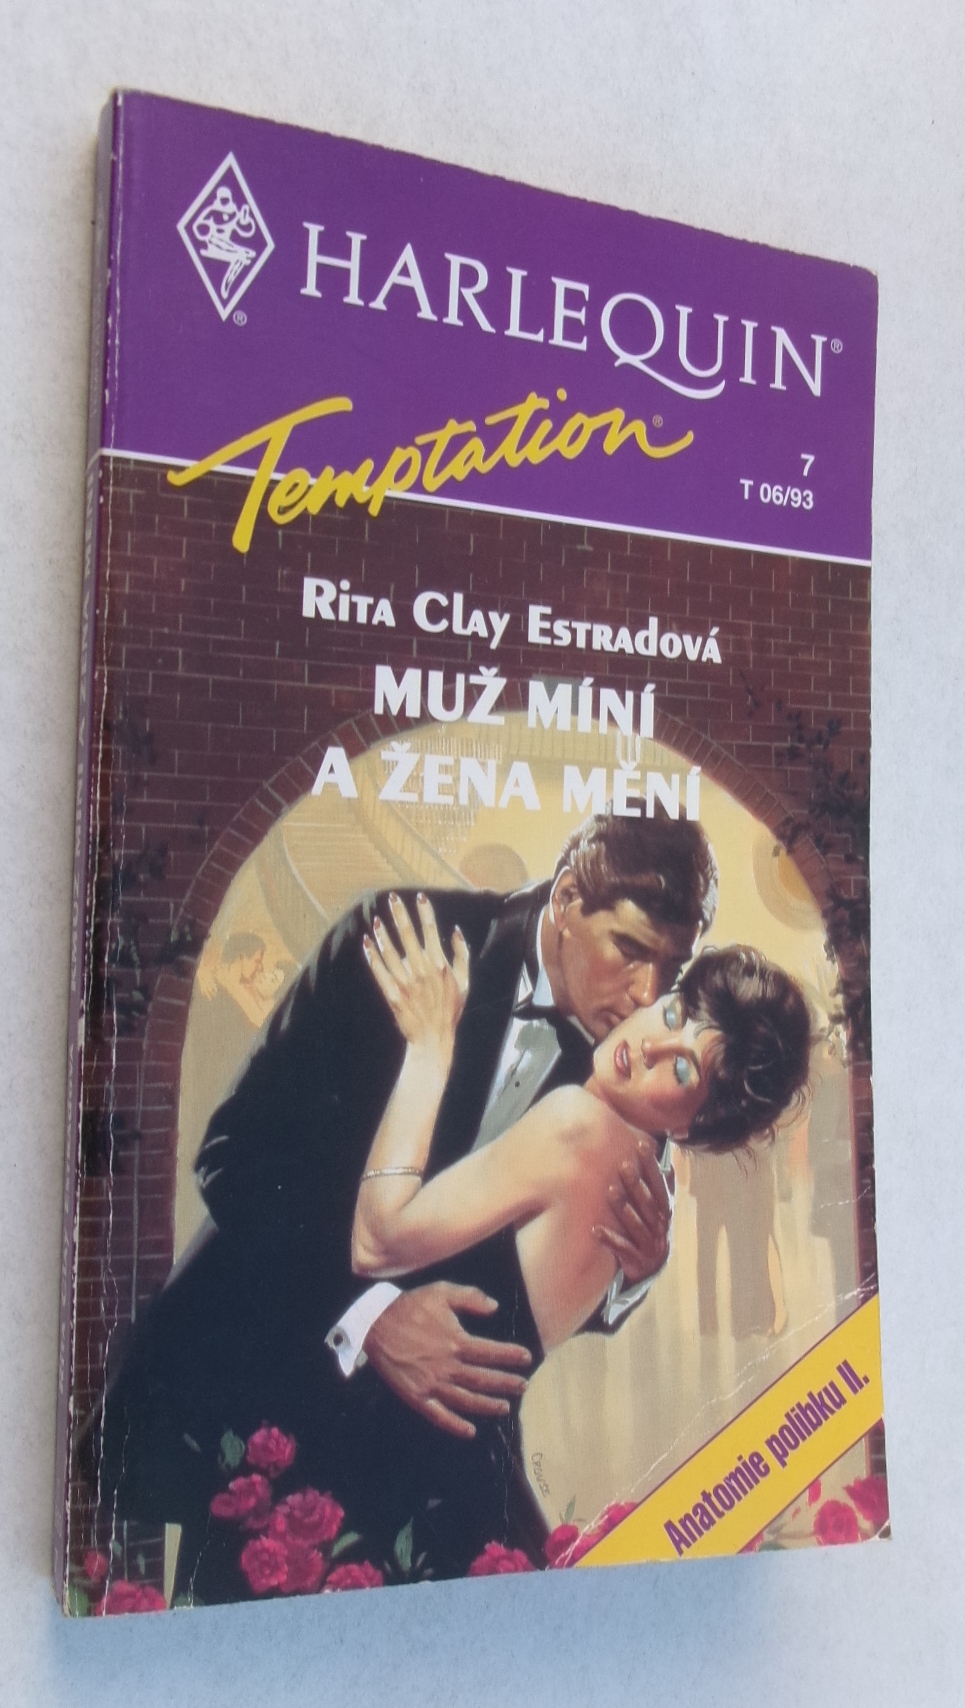 HARLEQUIN®
Temptation®
7
T 06/93
Rita Clay Estradová
MUŽ MÍNÍ
A ŽENA MĚNÍ
Anatomie polibku II.